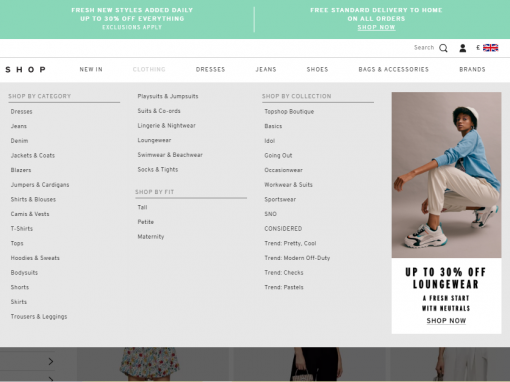 FRESH NEW STYLES ADDED DAILY
UP TO 30% OFF EVERYTHING
EXCLUSIONS APPLY
FREE STANDARD DELIVERY TO HOME
ON ALL ORDERS
SHOP NOW
Search
£
SHOP
NEW IN
CLOTHING
DRESSES
JEANS
SHOES
BAGS & ACCESSORIES
BRANDS
SHOP BY CATEGORY
Dresses
Jeans
Denim
Jackets & Coats
Blazers
Jumpers & Cardigans
Shirts & Blouses
Camis & Vests
T-Shirts
Tops
Hoodies & Sweats
Bodysuits
Shorts
Skirts
Trousers & Leggings
Playsuits & Jumpsuits
Suits & Co-ords
Lingerie & Nightwear
Loungewear
Swimwear & Beachwear
Socks & Tights
SHOP BY FIT
Tall
Petite
Maternity
SHOP BY COLLECTION
Topshop Boutique
Basics
Idol
Going Out
Occasionwear
Workwear & Suits
Sportswear
SNO
CONSIDERED
Trend: Pretty, Cool
Trend: Modern Off-Duty
Trend: Checks
Trend: Pastels
UP TO 30% OFF
LOUNGEWEAR
A FRESH START
WITH NEUTRALS
SHOP NOW